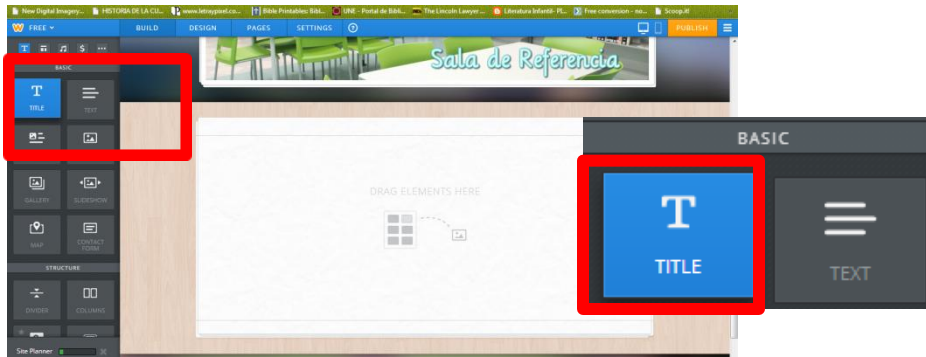 New Digital Imagery... HISTORIA DE LA CU... www.letraypixel.co... Bible Printables: Bibl... UNE - Portal de Bibli... The Lincoln Lawyer ... Literatura Infantil- Pl... Free conversion - no... Scoop.it!
FREE BUILD DESIGN PAGES SETTINGS PUBLISH
BASIC
TITLE TEXT
GALLERY SLIDESHOW
MAP CONTACT FORM
STRUCTURE
DIVIDER COLUMNS
Site Planner
Sala de Referencia
DRAG ELEMENTS HERE
BASIC
TITLE TEXT